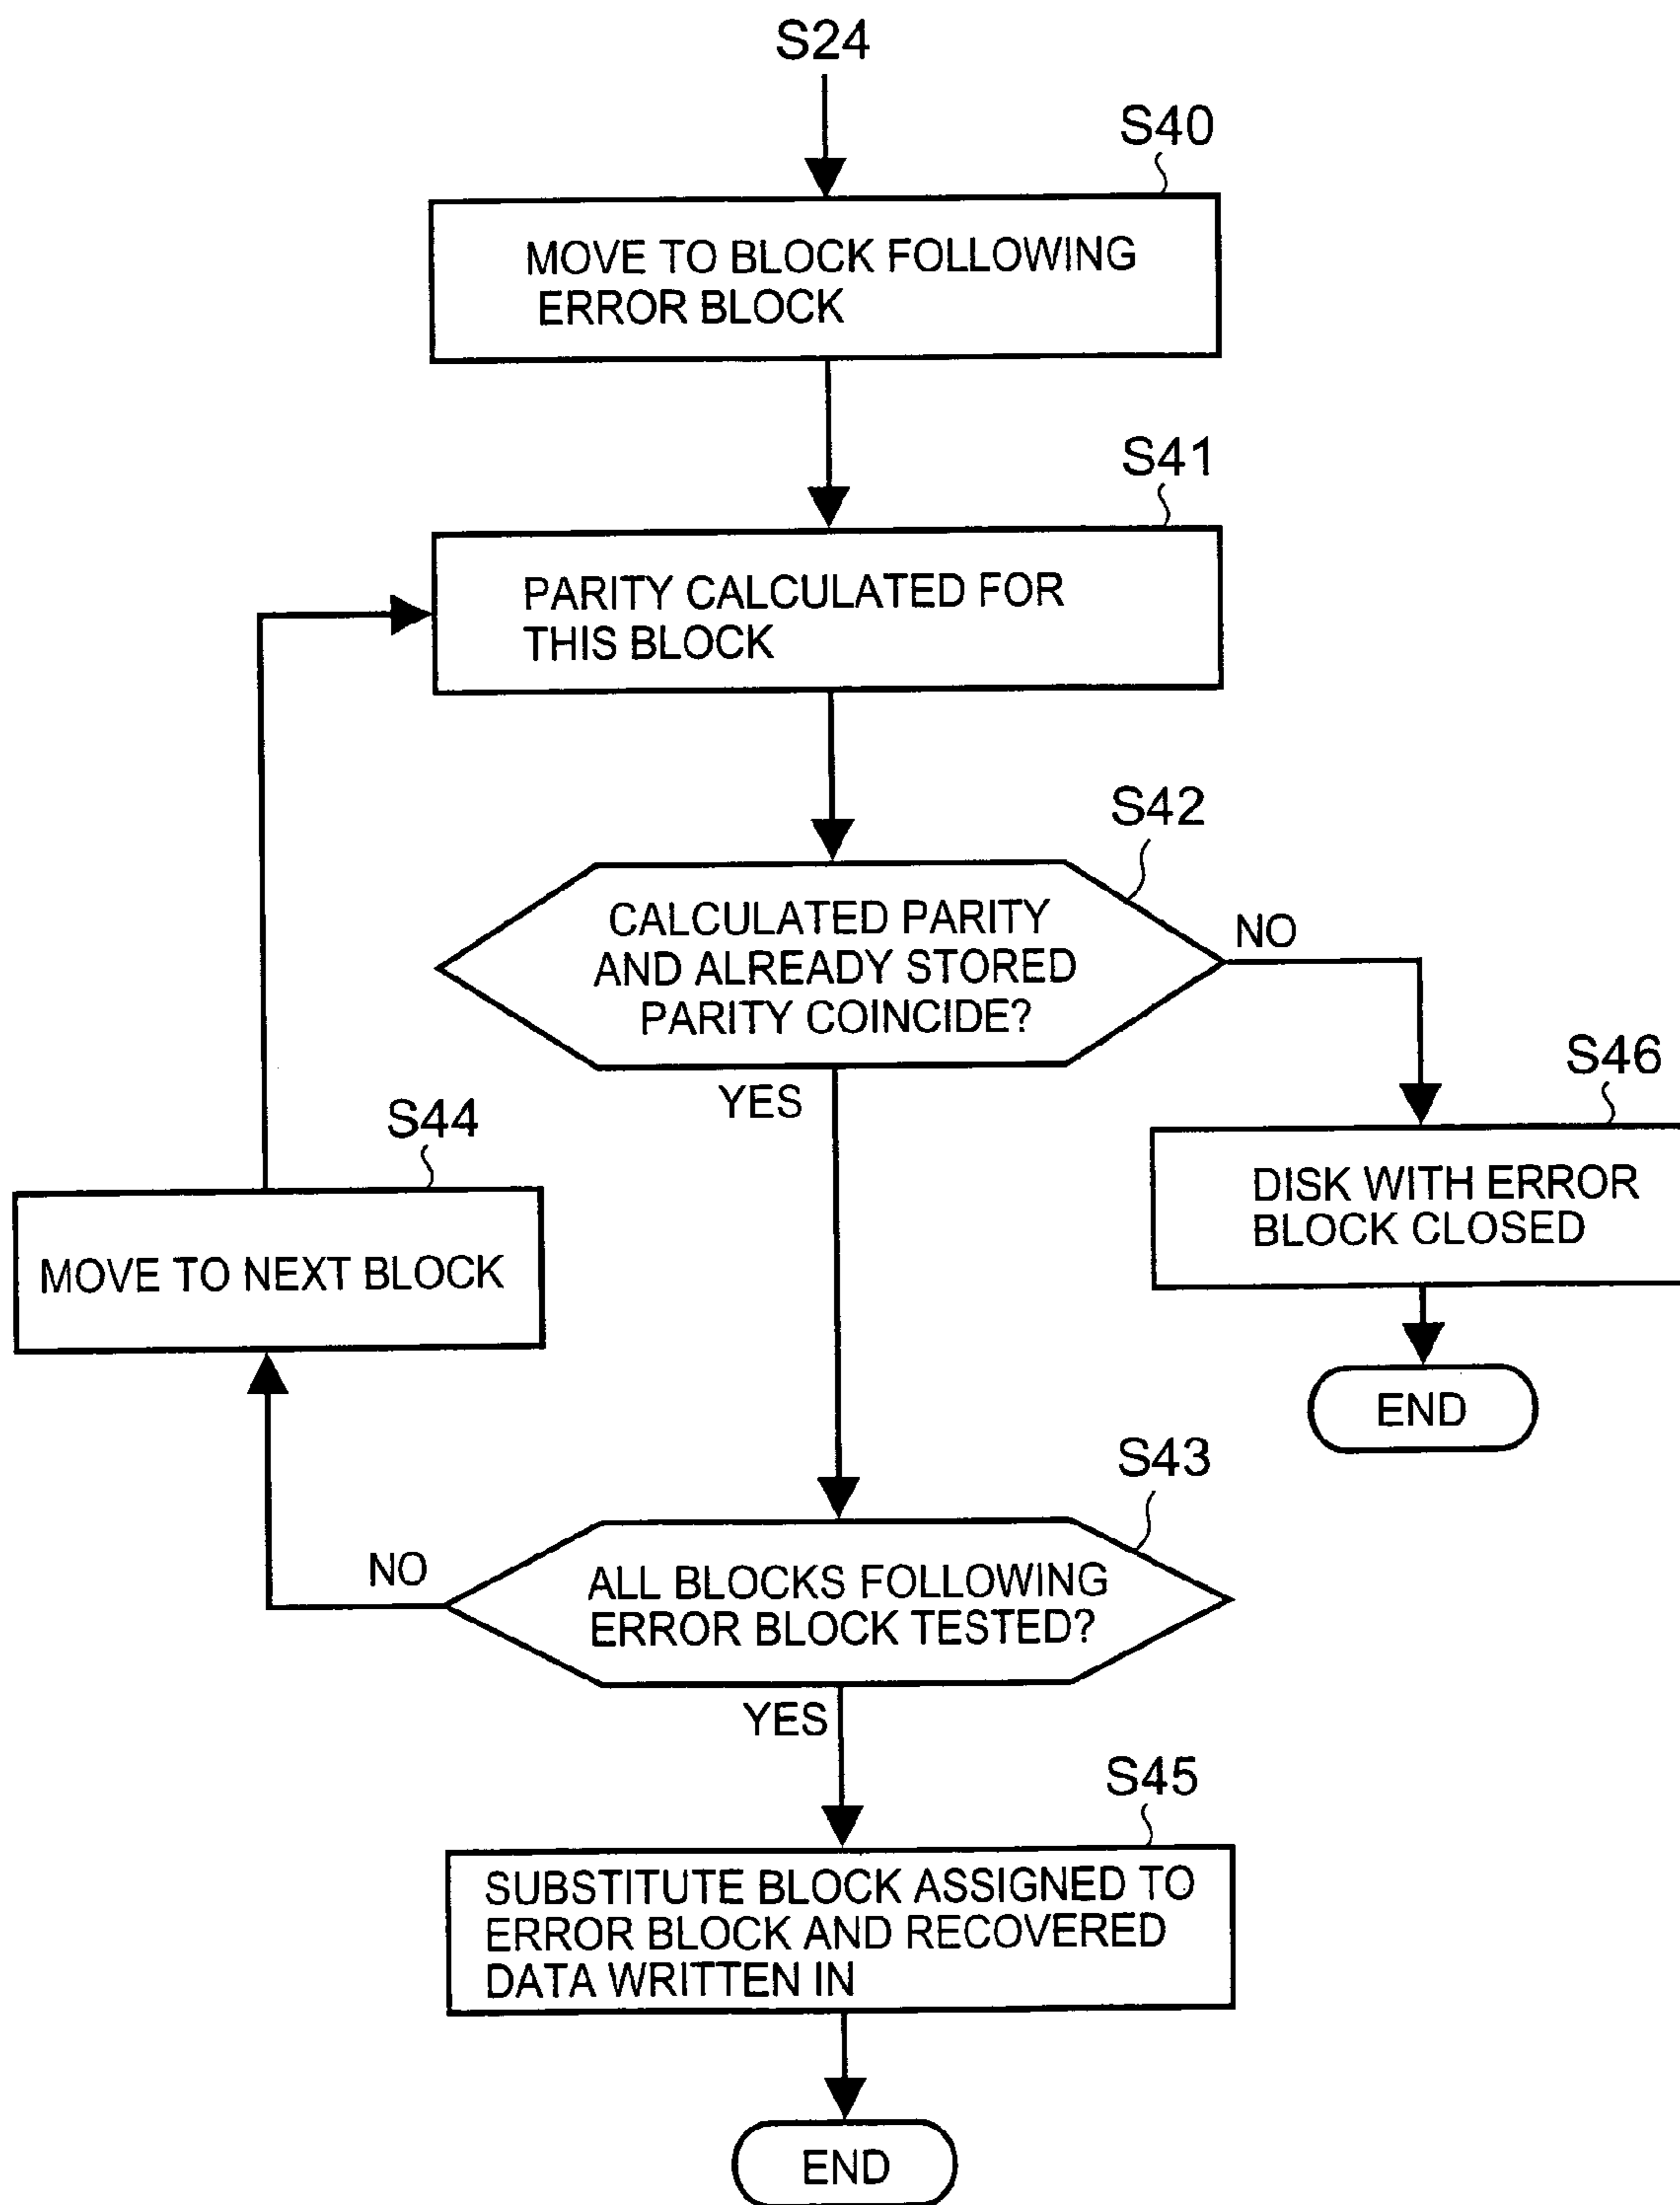 S24
S40
MOVE TO BLOCK FOLLOWING
ERROR BLOCK
S41
PARITY CALCULATED FOR
THIS BLOCK
S42
CALCULATED PARITY
AND ALREADY STORED
PARITY COINCIDE?
NO
YES
S46
DISK WITH ERROR
BLOCK CLOSED
END
S44
MOVE TO NEXT BLOCK
S43
ALL BLOCKS FOLLOWING
ERROR BLOCK TESTED?
NO
YES
S45
SUBSTITUTE BLOCK ASSIGNED TO
ERROR BLOCK AND RECOVERED
DATA WRITTEN IN
END